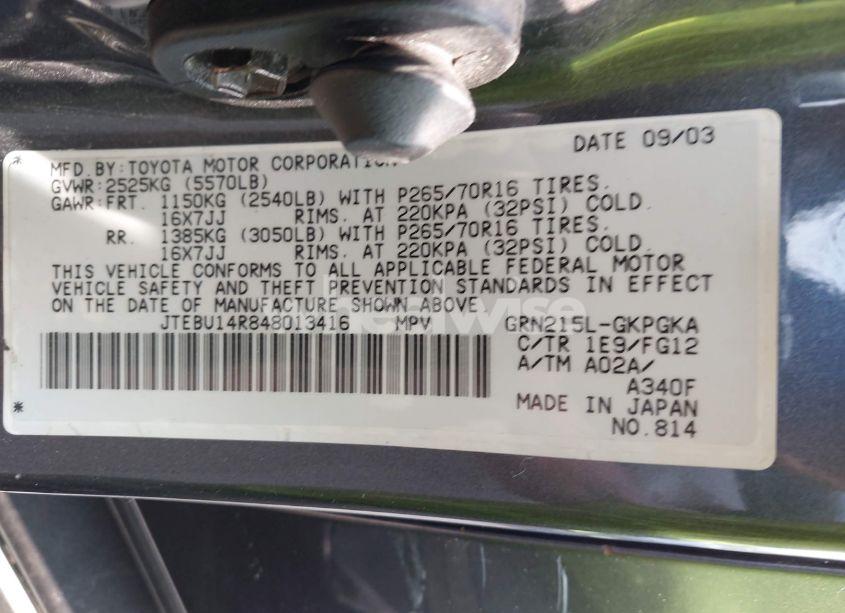 DATE 09/03
MFD.BY:TOYOTA MOTOR CORPORATION
GVWR:2525KG (5570LB)
GAWR:FRT. 1150KG (2540LB) WITH P265/70R16 TIRES.
16X7JJ RIMS. AT 220KPA (32PSI) COLD.
RR. 1385KG (3050LB) WITH P265/70R16 TIRES.
16X7JJ RIMS. AT 220KPA (32PSI) COLD.
THIS VEHICLE CONFORMS TO ALL APPLICABLE FEDERAL MOTOR
VEHICLE SAFETY AND THEFT PREVENTION STANDARDS IN EFFECT
ON THE DATE OF MANUFACTURE SHOWN ABOVE
JTEBU14R848013416 MPV GRN215L-GKPGKA
C/TR 1E9/FG12
A/TM A02A/
A340F
MADE IN JAPAN
NO.814